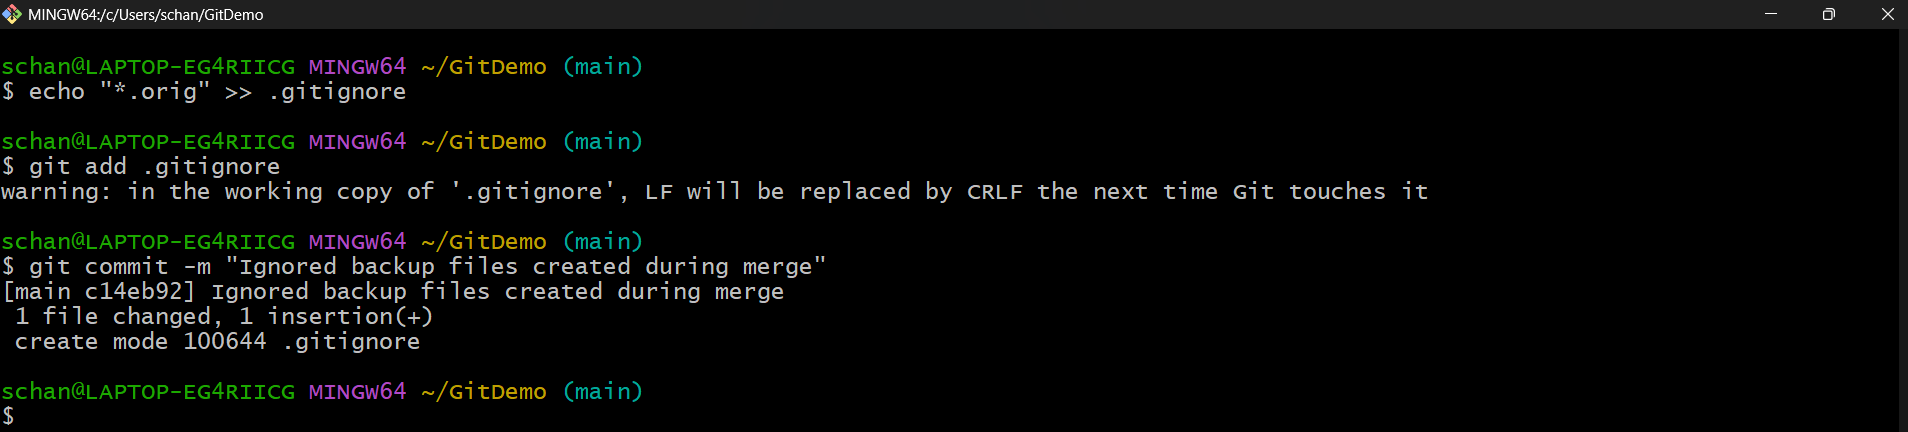 MINGW64:/c/Users/schan/GitDemo
schan@LAPTOP-EG4RIICG MINGW64 ~/GitDemo (main)
$ echo "*.orig" >> .gitignore
schan@LAPTOP-EG4RIICG MINGW64 ~/GitDemo (main)
$ git add .gitignore
warning: in the working copy of '.gitignore', LF will be replaced by CRLF the next time Git touches it
schan@LAPTOP-EG4RIICG MINGW64 ~/GitDemo (main)
$ git commit -m "Ignored backup files created during merge"
[main c14eb92] Ignored backup files created during merge
 1 file changed, 1 insertion(+)
 create mode 100644 .gitignore
schan@LAPTOP-EG4RIICG MINGW64 ~/GitDemo (main)
$